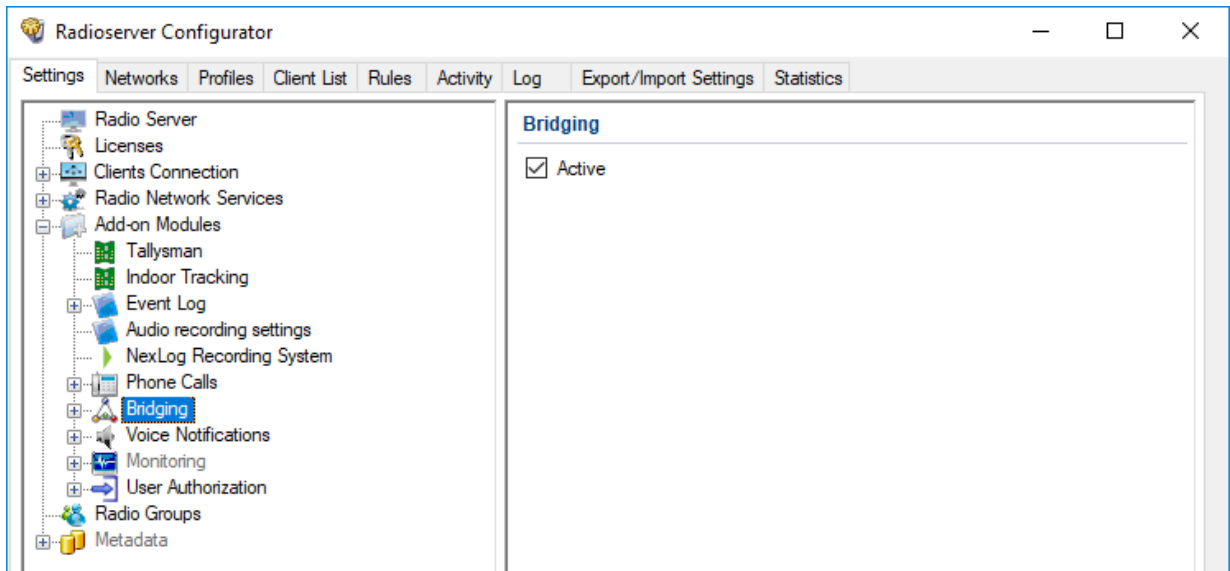 Radioserver Configurator
Settings Networks Profiles Client List Rules Activity Log Export/Import Settings Statistics
Radio Server
Licenses
Clients Connection
Radio Network Services
Add-on Modules
Tallysman
Indoor Tracking
Event Log
Audio recording settings
NexLog Recording System
Phone Calls
Bridging
Voice Notifications
Monitoring
User Authorization
Radio Groups
Metadata
Bridging
Active